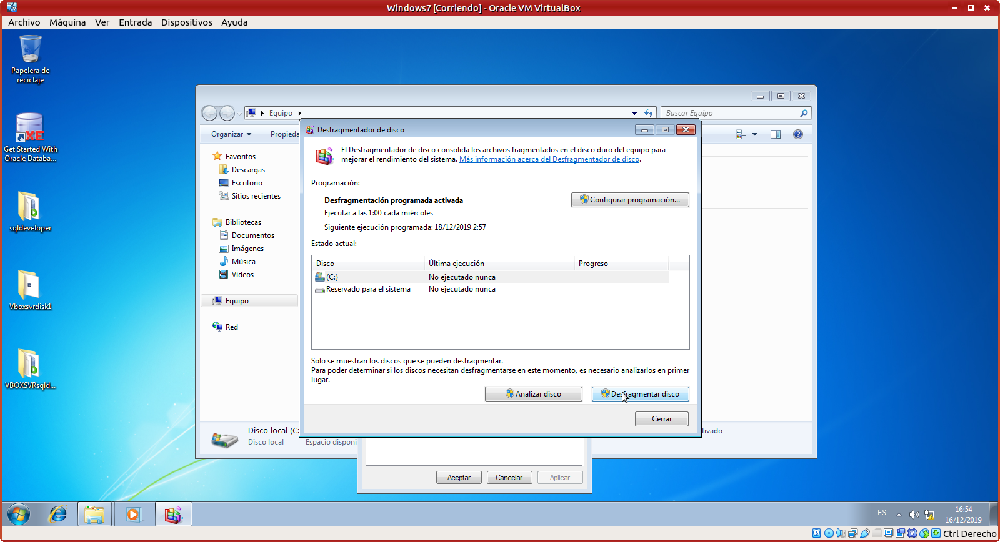 Windows7 [Corriendo] - Oracle VM VirtualBox
Archivo Máquina Ver Entrada Dispositivos Ayuda
Papelera de
reciclaje
XE
Get Started With
Oracle Databa...
sqldeveloper
Vboxsvrdisk1
VBOXSVRsqld...
Equipo
Buscar Equipo
Organizar
Propieda
Favoritos
Descargas
Escritorio
Sitios recientes
Bibliotecas
Documentos
Imágenes
Música
Vídeos
Equipo
Red
Disco local (C:
Disco local
Espacio disponi
tivado
Desfragmentador de disco
El Desfragmentador de disco consolida los archivos fragmentados en el disco duro del equipo para
mejorar el rendimiento del sistema. Más información acerca del Desfragmentador de disco.
Programación:
Desfragmentación programada activada
Configurar programación...
Ejecutar a las 1:00 cada miércoles
Siguiente ejecución programada: 18/12/2019 2:57
Estado actual:
Disco Última ejecución Progreso
(C:) No ejecutado nunca
Reservado para el sistema No ejecutado nunca
Solo se muestran los discos que se pueden desfragmentar.
Para poder determinar si los discos necesitan desfragmentarse en este momento, es necesario analizarlos en primer
lugar.
Analizar disco Desfragmentar disco
Cerrar
Aceptar Cancelar Aplicar
ES
16:54
16/12/2019
Ctrl Derecho